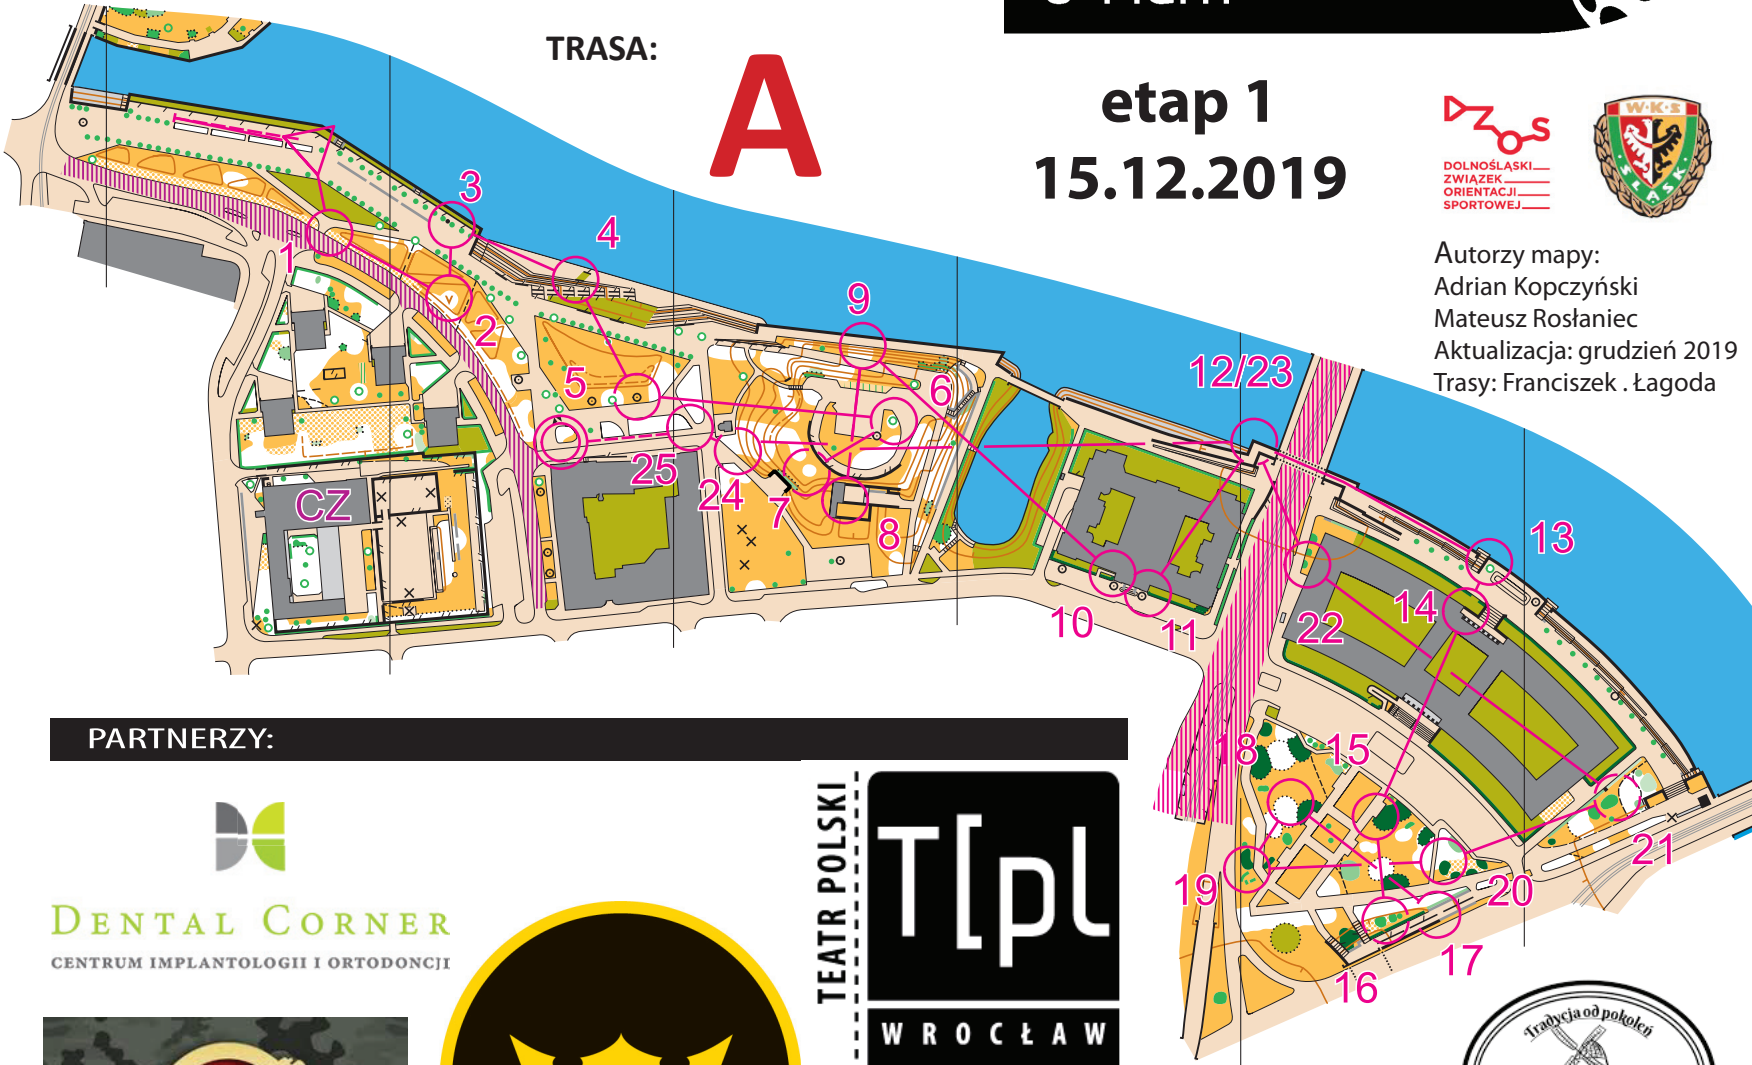 TRASA:
A
etap 1
15.12.2019
DOLNOŚLĄSKI
ZWIĄZEK
ORIENTACJI
SPORTOWEJ
W·K·S
ŚLĄSK
Autorzy mapy:
Adrian Kopczyński
Mateusz Rosłaniec
Aktualizacja: grudzień 2019
Trasy: Franciszek . Łagoda
3
4
1
2
9
5
6
12/23
25
24
7
8
CZ
13
14
10
11
22
18
15
19
20
21
16
17
PARTNERZY:
DENTAL CORNER
CENTRUM IMPLANTOLOGII I ORTODONCJI
TEATR POLSKI
T[pl
WROCŁAW
Tradycja od pokoleń